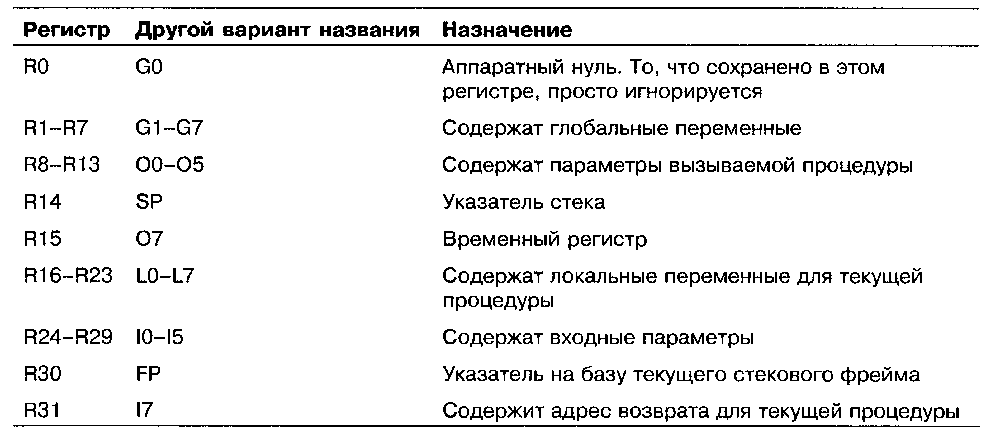 Регистр Другой вариант названия Назначение
R0 G0 Аппаратный нуль. То, что сохранено в этом
регистре, просто игнорируется
R1–R7 G1–G7 Содержат глобальные переменные
R8–R13 O0–O5 Содержат параметры вызываемой процедуры
R14 SP Указатель стека
R15 O7 Временный регистр
R16–R23 L0–L7 Содержат локальные переменные для текущей
процедуры
R24–R29 I0–I5 Содержат входные параметры
R30 FP Указатель на базу текущего стекового фрейма
R31 I7 Содержит адрес возврата для текущей процедуры